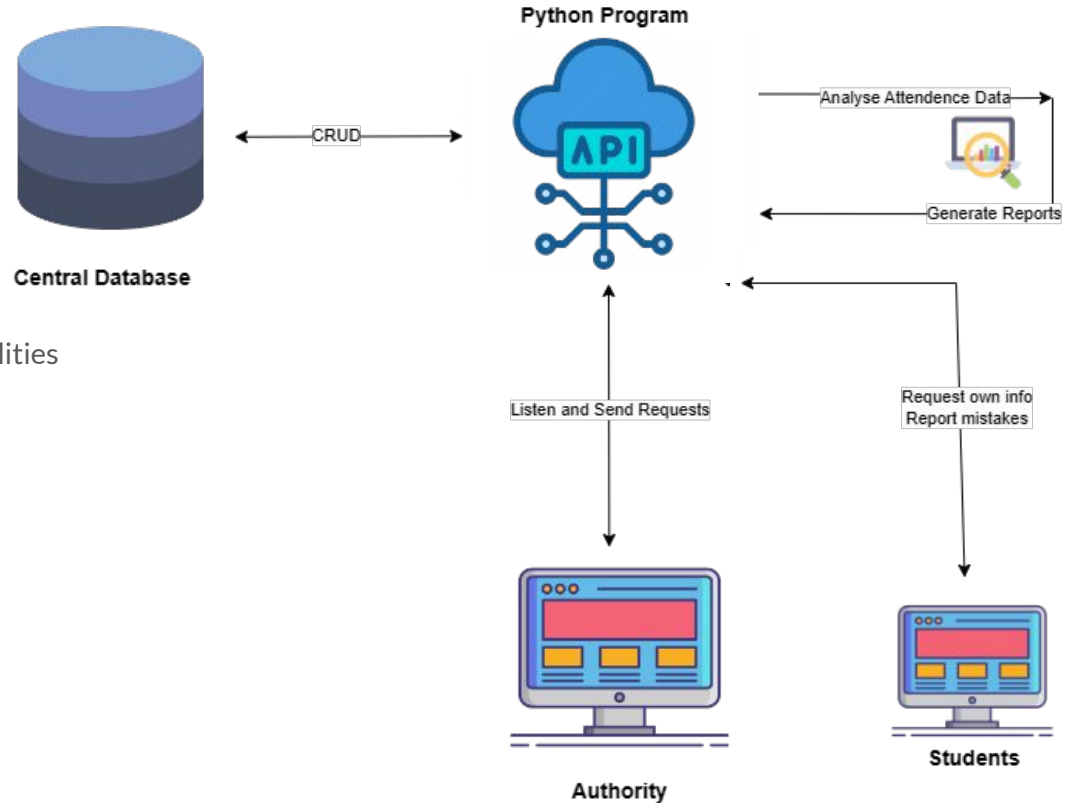 Python Program
Analyse Attendence Data
API
CRUD
Generate Reports
Central Database
lities
Request own info
Report mistakes
Listen and Send Requests
Students
Authority